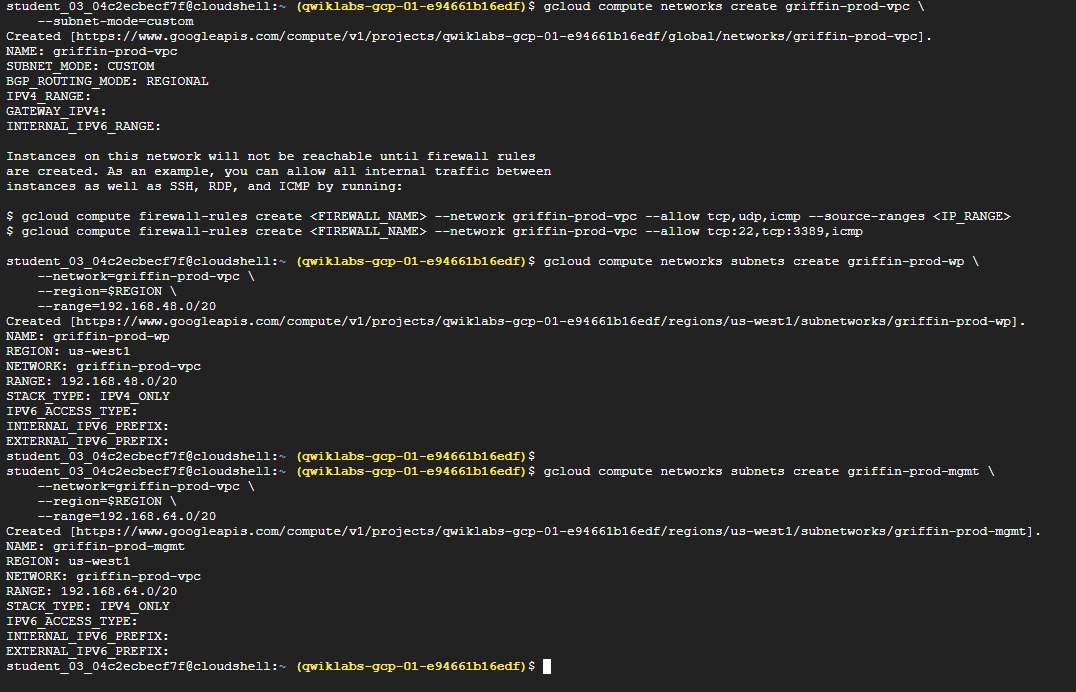 student_03_04c2ecbecf7f@cloudshell:~ (qwiklabs-gcp-01-e94661b16edf)$ gcloud compute networks create griffin-prod-vpc \
    --subnet-mode=custom
Created [https://www.googleapis.com/compute/v1/projects/qwiklabs-gcp-01-e94661b16edf/global/networks/griffin-prod-vpc].
NAME: griffin-prod-vpc
SUBNET_MODE: CUSTOM
BGP_ROUTING_MODE: REGIONAL
IPV4_RANGE:
GATEWAY_IPV4:
INTERNAL_IPV6_RANGE:

Instances on this network will not be reachable until firewall rules
are created. As an example, you can allow all internal traffic between
instances as well as SSH, RDP, and ICMP by running:

$ gcloud compute firewall-rules create <FIREWALL_NAME> --network griffin-prod-vpc --allow tcp,udp,icmp --source-ranges <IP_RANGE>
$ gcloud compute firewall-rules create <FIREWALL_NAME> --network griffin-prod-vpc --allow tcp:22,tcp:3389,icmp

student_03_04c2ecbecf7f@cloudshell:~ (qwiklabs-gcp-01-e94661b16edf)$ gcloud compute networks subnets create griffin-prod-wp \
    --network=griffin-prod-vpc \
    --region=$REGION \
    --range=192.168.48.0/20
Created [https://www.googleapis.com/compute/v1/projects/qwiklabs-gcp-01-e94661b16edf/regions/us-west1/subnetworks/griffin-prod-wp].
NAME: griffin-prod-wp
REGION: us-west1
NETWORK: griffin-prod-vpc
RANGE: 192.168.48.0/20
STACK_TYPE: IPV4_ONLY
IPV6_ACCESS_TYPE:
INTERNAL_IPV6_PREFIX:
EXTERNAL_IPV6_PREFIX:
student_03_04c2ecbecf7f@cloudshell:~ (qwiklabs-gcp-01-e94661b16edf)$
student_03_04c2ecbecf7f@cloudshell:~ (qwiklabs-gcp-01-e94661b16edf)$ gcloud compute networks subnets create griffin-prod-mgmt \
    --network=griffin-prod-vpc \
    --region=$REGION \
    --range=192.168.64.0/20
Created [https://www.googleapis.com/compute/v1/projects/qwiklabs-gcp-01-e94661b16edf/regions/us-west1/subnetworks/griffin-prod-mgmt].
NAME: griffin-prod-mgmt
REGION: us-west1
NETWORK: griffin-prod-vpc
RANGE: 192.168.64.0/20
STACK_TYPE: IPV4_ONLY
IPV6_ACCESS_TYPE:
INTERNAL_IPV6_PREFIX:
EXTERNAL_IPV6_PREFIX:
student_03_04c2ecbecf7f@cloudshell:~ (qwiklabs-gcp-01-e94661b16edf)$